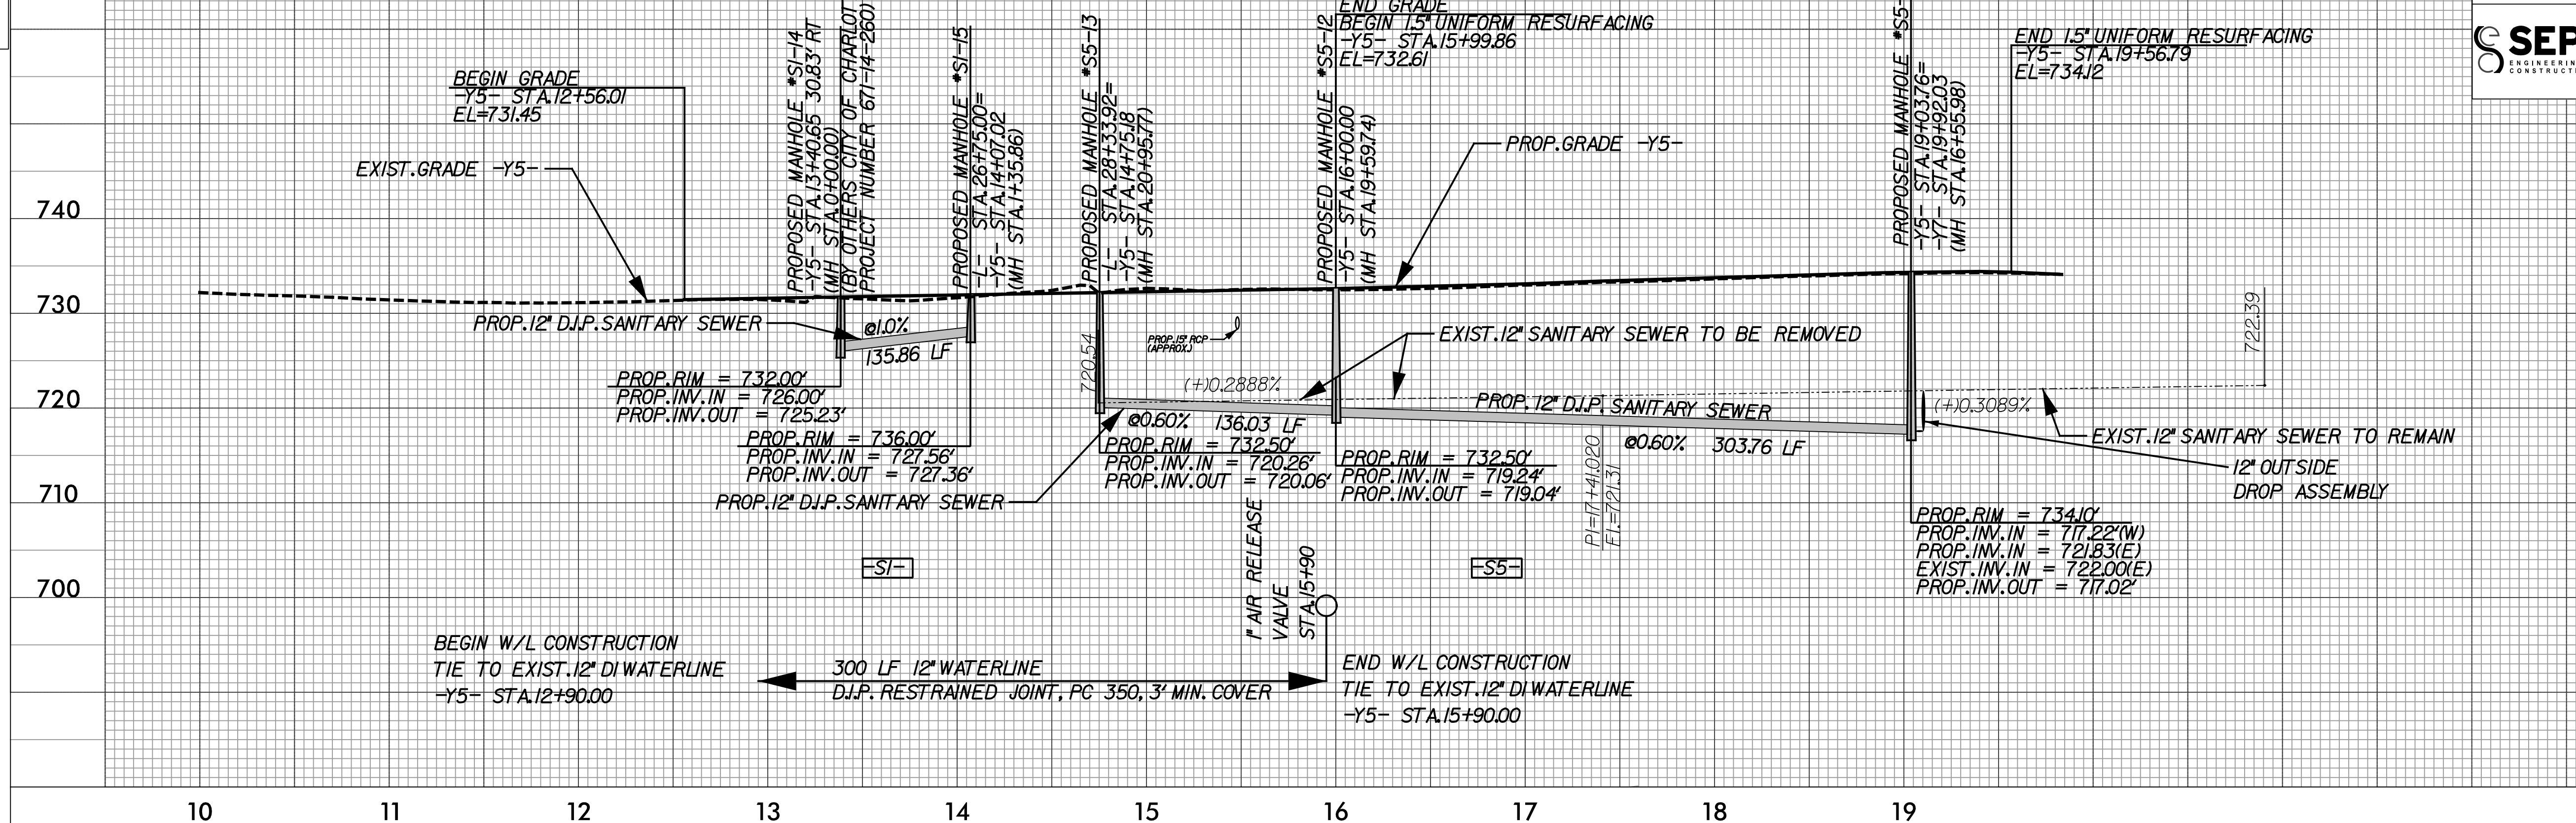 BEGIN GRADE
-Y5- STA.12+56.01
EL=731.45
EXIST.GRADE -Y5-
PROPOSED MANHOLE *S1-14
-Y5- STA.13+40.65 30.83' RT
(MH STA.0+00.00)
(BY OTHERS CITY OF CHARLOT
PROJECT NUMBER 671-14-260)
PROPOSED MANHOLE *S1-15
-L- STA.26+75.00=
-Y5- STA.14+07.02
(MH STA.1+35.86)
PROPOSED MANHOLE *S5-13
-L- STA.28+33.92=
-Y5- STA.14+75.18
(MH STA.20+95.77)
PROPOSED MANHOLE *S5-12
-Y5- STA.16+00.00
(MH STA.19+59.74)
END GRADE
BEGIN 1.5" UNIFORM RESURFACING
-Y5- STA.15+99.86
EL=732.61
PROP.GRADE -Y5-
PROPOSED MANHOLE *S5-
-Y5- STA.19+03.76=
-Y7- STA.19+92.03
(MH STA.16+55.98)
END 1.5" UNIFORM RESURFACING
-Y5- STA.19+56.79
EL=734.12
SEP
ENGINEERIN
CONSTRUCTI
740
730
720
710
700
PROP.12" D.I.P.SANITARY SEWER
@1.0%
135.86 LF
PROP.RIM = 732.00'
PROP.INV.IN = 726.00'
PROP.INV.OUT = 725.23'
PROP.RIM = 736.00'
PROP.INV.IN = 727.56'
PROP.INV.OUT = 727.36'
PROP.12" D.I.P.SANITARY SEWER
720.54
PROP.15" RCP
(APPROX.)
(+)0.2888%
@0.60% 136.03 LF
PROP.RIM = 732.50'
PROP.INV.IN = 720.26'
PROP.INV.OUT = 720.06'
EXIST.12" SANITARY SEWER TO BE REMOVED
PROP.12" D.I.P. SANITARY SEWER
@0.60% 303.76 LF
PROP.RIM = 732.50'
PROP.INV.IN = 719.24'
PROP.INV.OUT = 719.04'
PI=17+41.020
EL.=721.31
722.39
(+)0.3089%
EXIST.12" SANITARY SEWER TO REMAIN
12" OUTSIDE
DROP ASSEMBLY
PROP.RIM = 734.10'
PROP.INV.IN = 717.22'(W)
PROP.INV.IN = 721.83(E)
EXIST.INV.IN = 722.00(E)
PROP.INV.OUT = 717.02'
-S1-
-S5-
1" AIR RELEASE
VALVE
STA.15+90
BEGIN W/L CONSTRUCTION
TIE TO EXIST.12" DI WATERLINE
-Y5- STA.12+90.00
300 LF 12" WATERLINE
D.I.P. RESTRAINED JOINT, PC 350, 3' MIN. COVER
END W/L CONSTRUCTION
TIE TO EXIST.12" DI WATERLINE
-Y5- STA.15+90.00
10 11 12 13 14 15 16 17 18 19